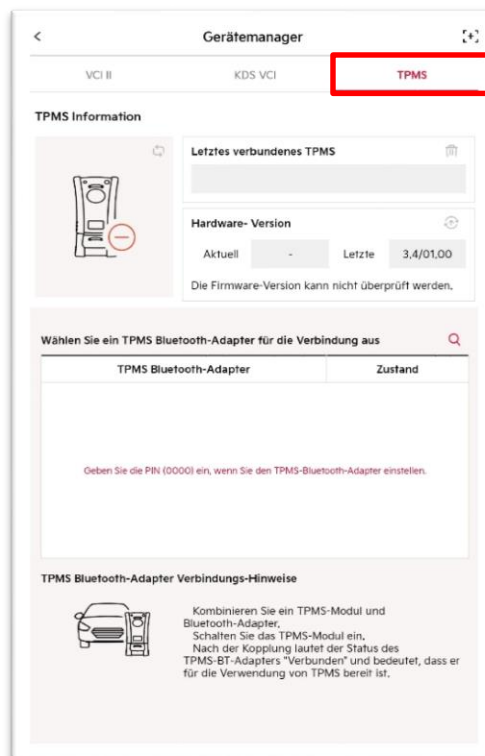 Gerätemanager
VCI II
KDS VCI
TPMS
TPMS Information
Letztes verbundenes TPMS
Hardware- Version
Aktuell - Letzte 3,4/01,00
Die Firmware-Version kann nicht überprüft werden.
Wählen Sie ein TPMS Bluetooth-Adapter für die Verbindung aus
TPMS Bluetooth-Adapter
Zustand
Geben Sie die PIN (0000) ein, wenn Sie den TPMS-Bluetooth-Adapter einstellen.
TPMS Bluetooth-Adapter Verbindungs-Hinweise
Kombinieren Sie ein TPMS-Modul und
Bluetooth-Adapter,
Schalten Sie das TPMS-Modul ein,
Nach der Kopplung lautet der Status des
TPMS-BT-Adapters "Verbunden" und bedeutet, dass er
für die Verwendung von TPMS bereit ist,